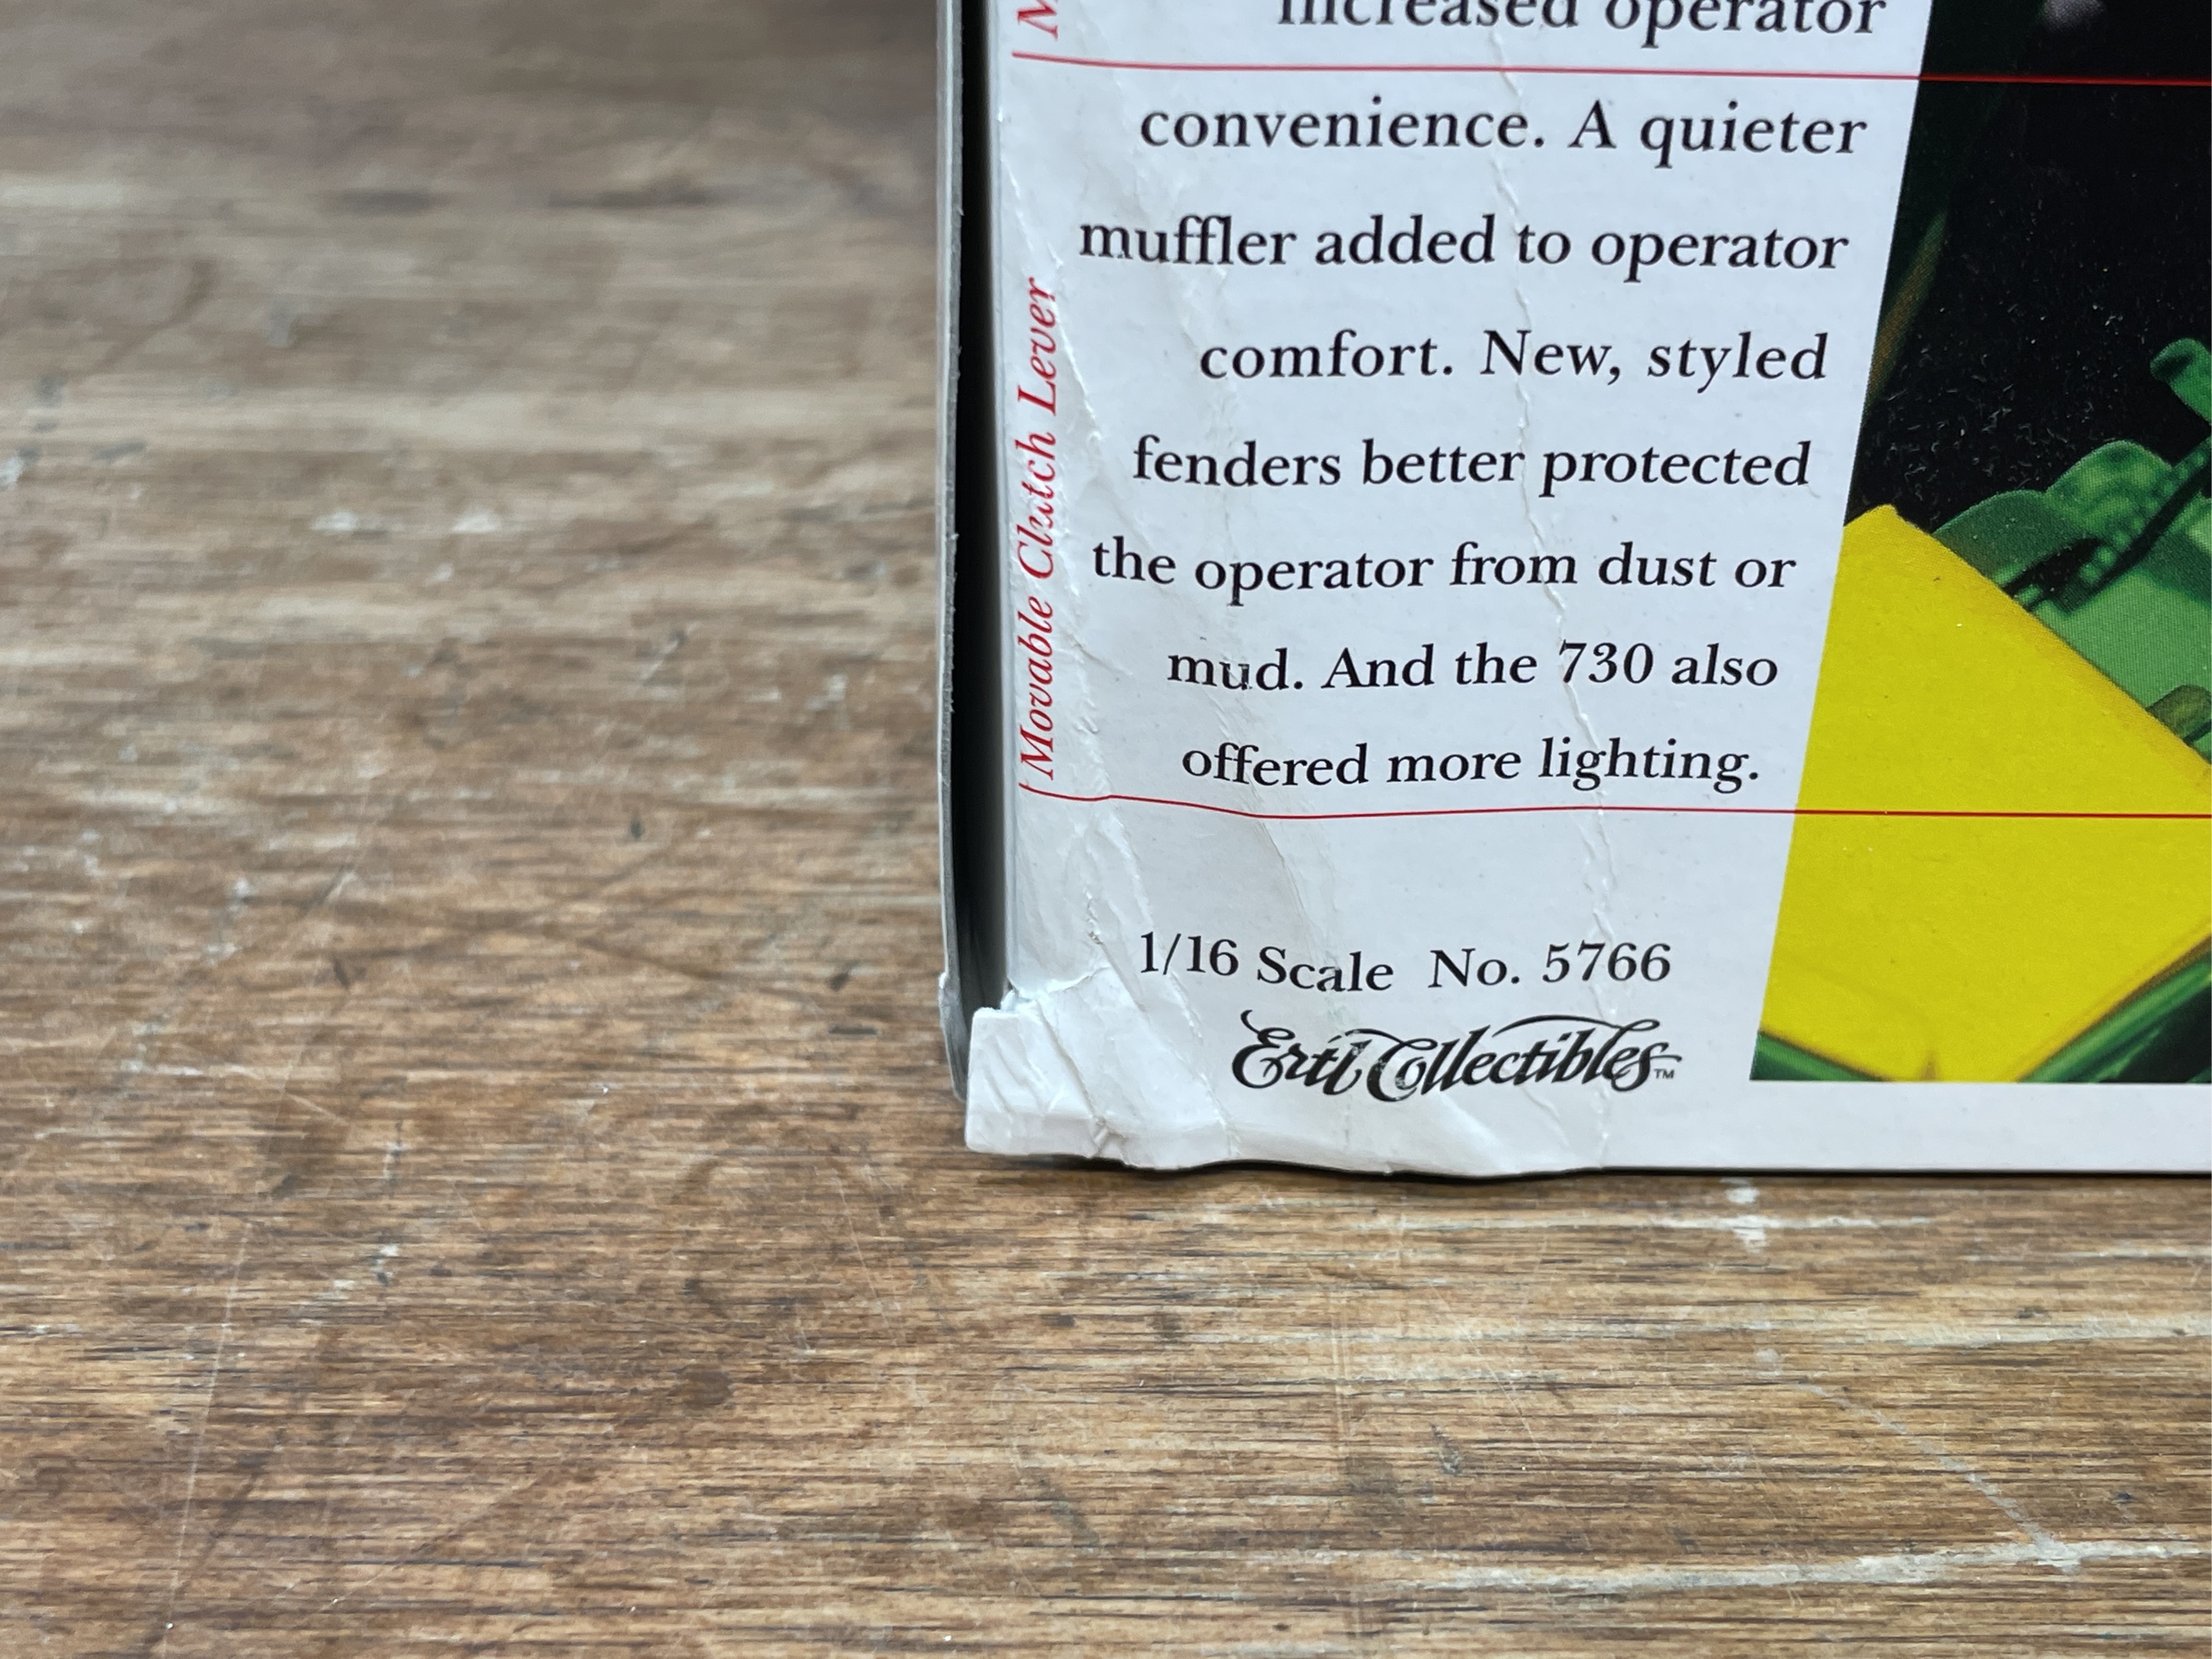 increased operator
convenience. A quieter
muffler added to operator
comfort. New, styled
fenders better protected
the operator from dust or
mud. And the 730 also
offered more lighting.
Movable Clutch Lever
1/16 Scale No. 5766
Ertl Collectibles™